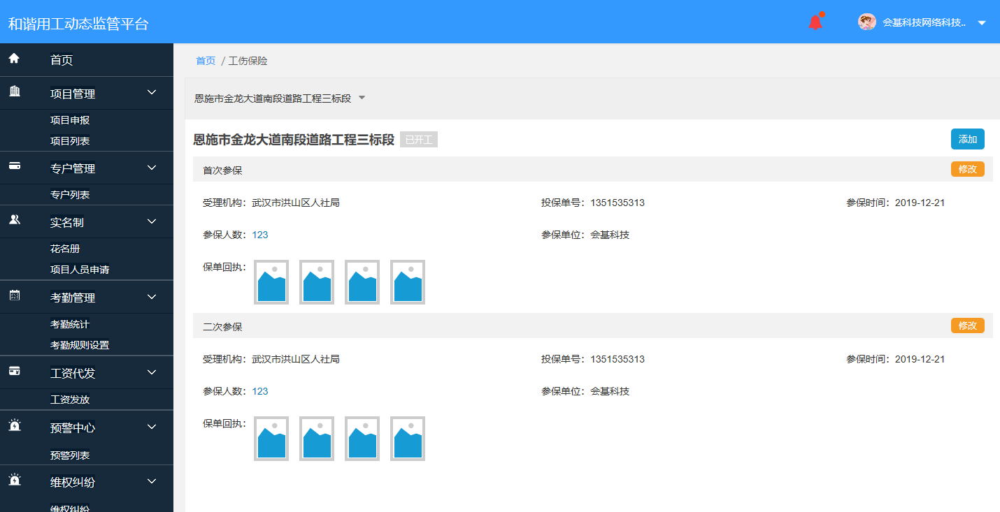 和谐用工动态监管平台
会基科技网络科技..
首页
项目管理
项目申报
项目列表
专户管理
专户列表
实名制
花名册
项目人员申请
考勤管理
考勤统计
考勤规则设置
工资代发
工资发放
预警中心
预警列表
维权纠纷
维权纠纷
首页 / 工伤保险
恩施市金龙大道南段道路工程三标段
恩施市金龙大道南段道路工程三标段 已开工 添加
首次参保 修改
受理机构：武汉市洪山区人社局 投保单号：1351535313 参保时间：2019-12-21
参保人数：123 参保单位：会基科技
保单回执：
二次参保 修改
受理机构：武汉市洪山区人社局 投保单号：1351535313 参保时间：2019-12-21
参保人数：123 参保单位：会基科技
保单回执：